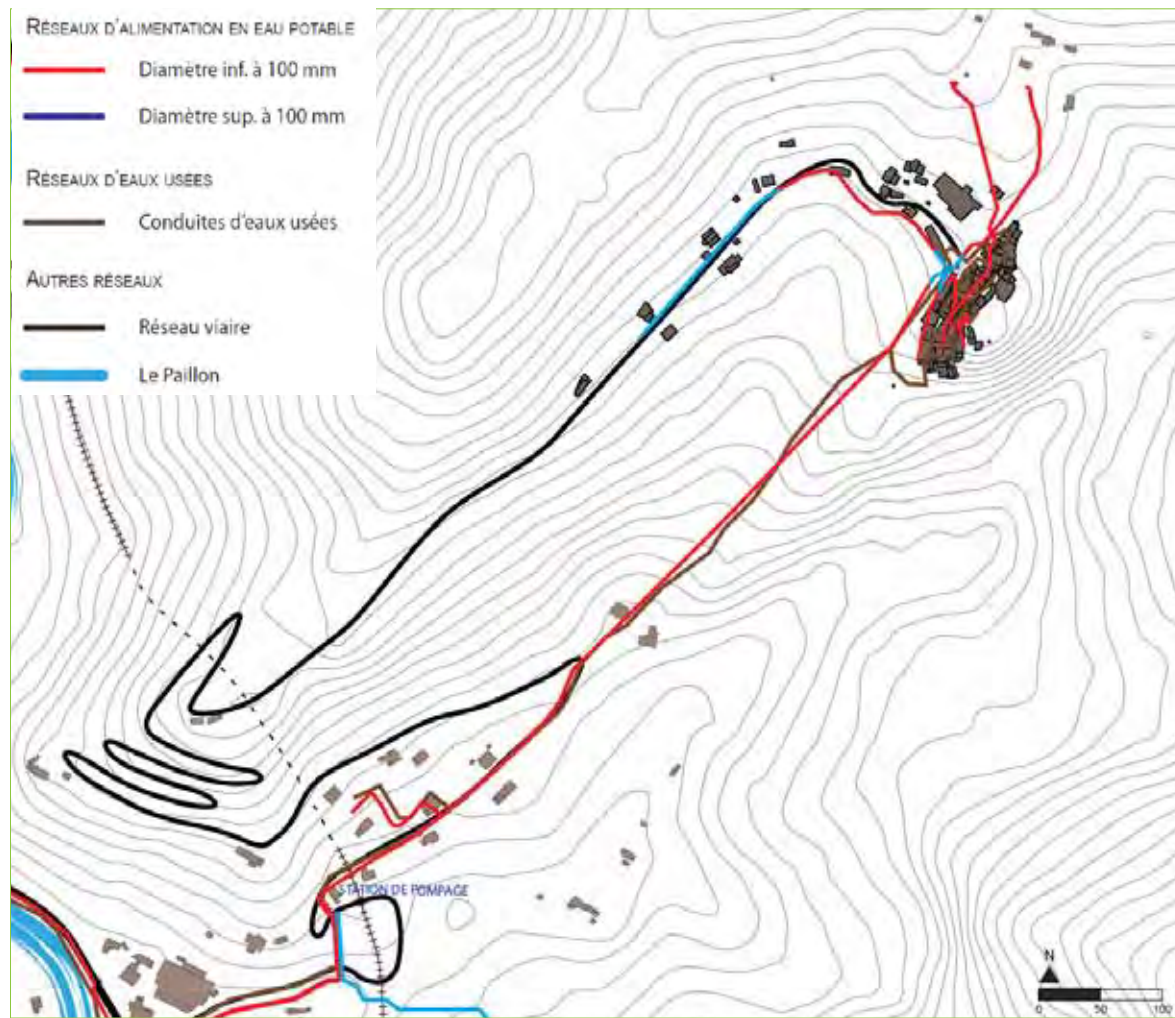 RÉSEAUX D'ALIMENTATION EN EAU POTABLE
Diamètre inf. à 100 mm
Diamètre sup. à 100 mm
RÉSEAUX D'EAUX USÉES
Conduites d'eaux usées
AUTRES RÉSEAUX
Réseau viaire
Le Paillon
STATION DE POMPAGE
N
0 50 100